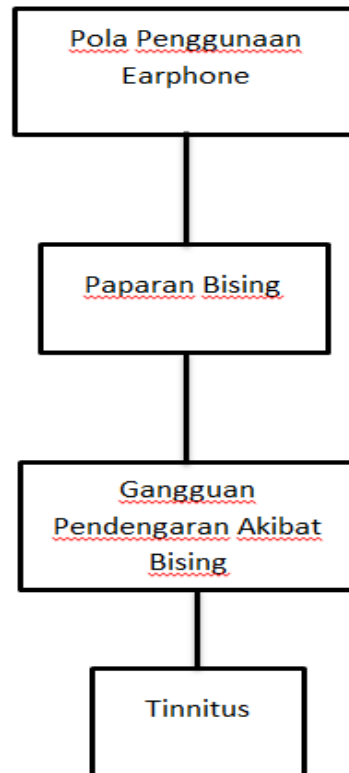 Pola Penggunaan
Earphone
Paparan Bising
Gangguan
Pendengaran Akibat
Bising
Tinnitus